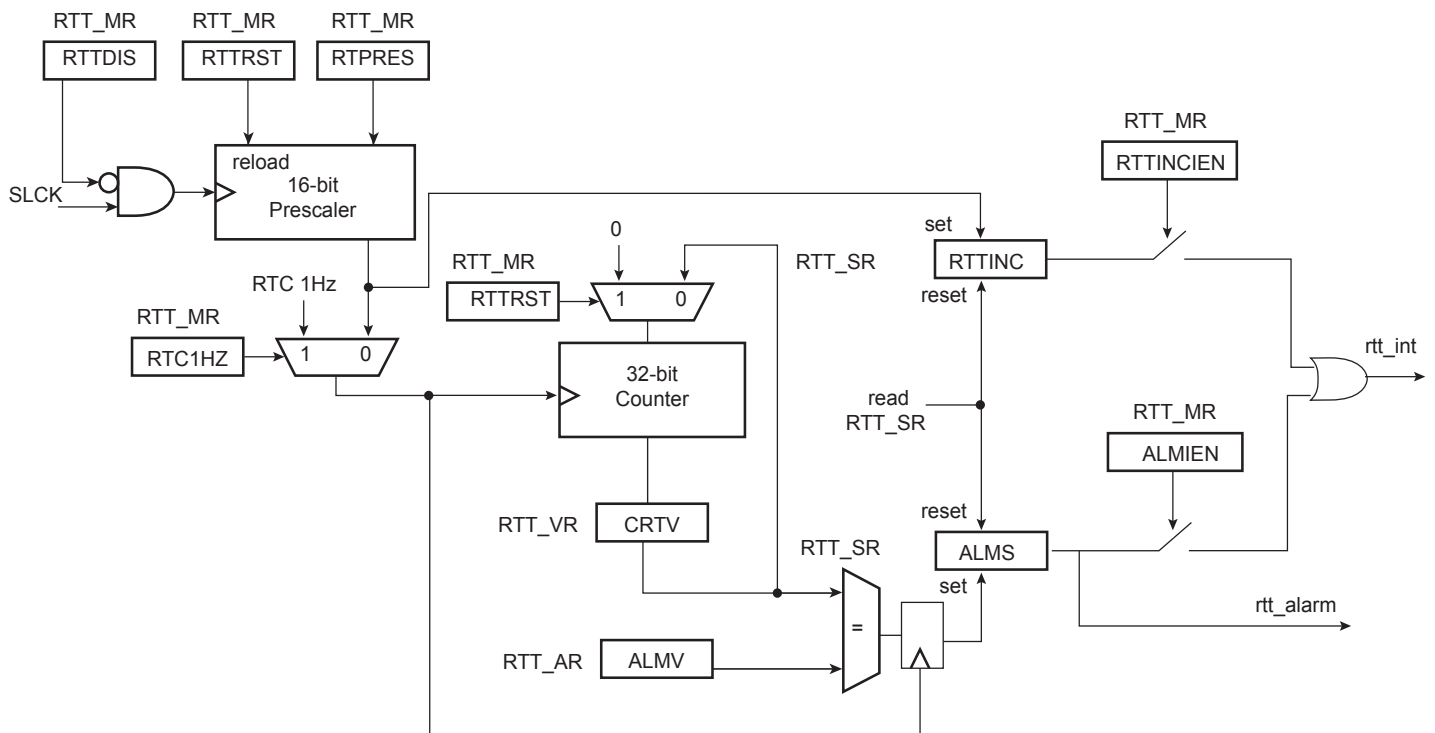 RTT_MR
RTT_MR
RTT_MR
RTTDIS
RTTRST
RTPRES
reload
16-bit
Prescaler
SLCK
RTT_MR
RTTINCIEN
0
set
RTT_MR
RTT_SR
RTTINC
RTC 1Hz
RTTRST
1
0
reset
RTT_MR
RTC1HZ
1
0
rtt_int
32-bit
Counter
read
RTT_SR
RTT_MR
ALMIEN
reset
RTT_VR
CRTV
RTT_SR
ALMS
set
rtt_alarm
=
RTT_AR
ALMV